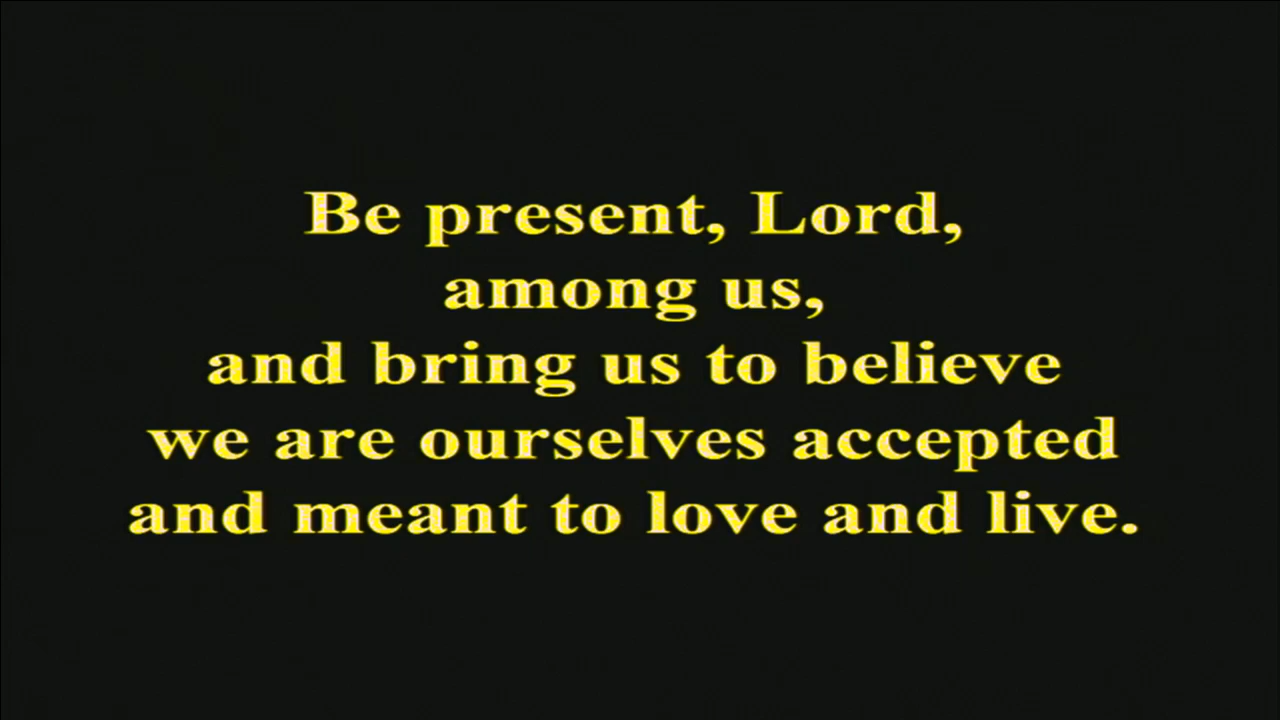 Be present, Lord,
among us,
and bring us to believe
we are ourselves accepted
and meant to love and live.